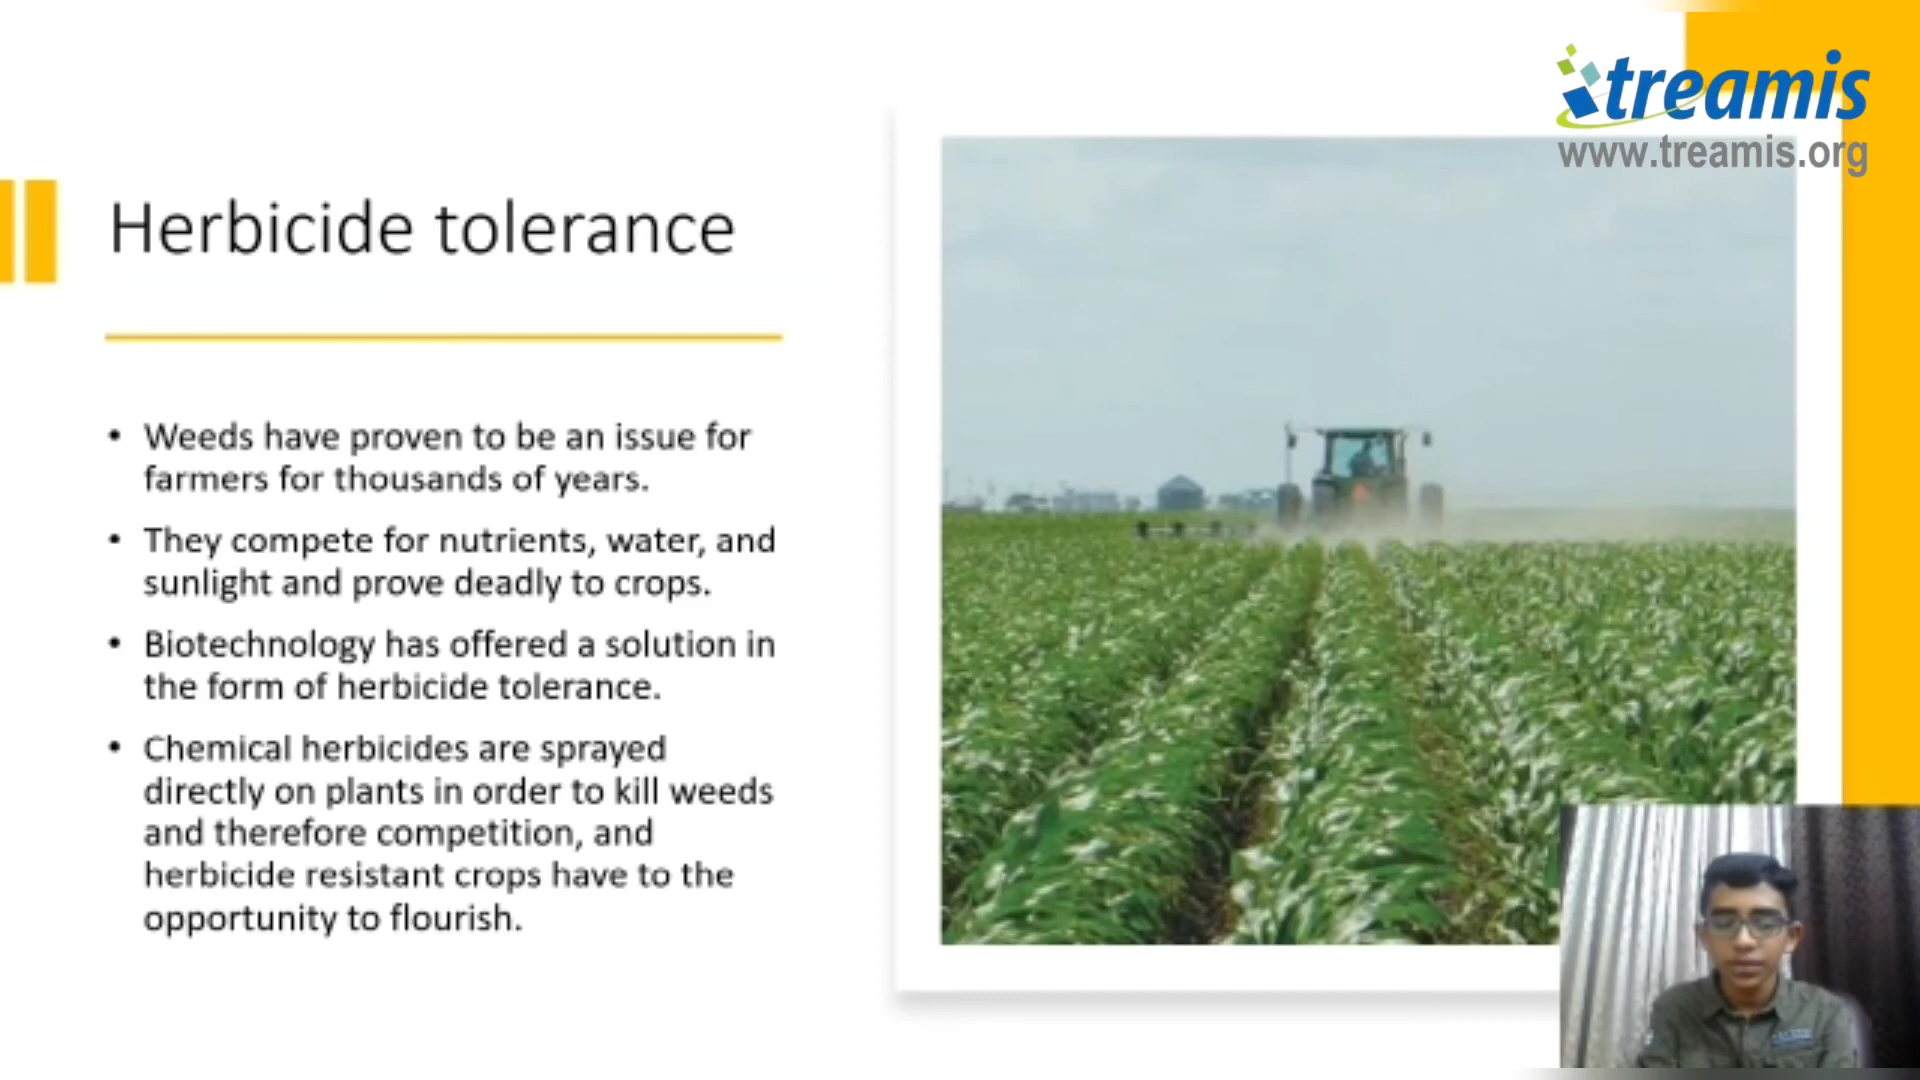 treamis
www.treamis.org
Herbicide tolerance
• Weeds have proven to be an issue for
farmers for thousands of years.
• They compete for nutrients, water, and
sunlight and prove deadly to crops.
• Biotechnology has offered a solution in
the form of herbicide tolerance.
• Chemical herbicides are sprayed
directly on plants in order to kill weeds
and therefore competition, and
herbicide resistant crops have to the
opportunity to flourish.